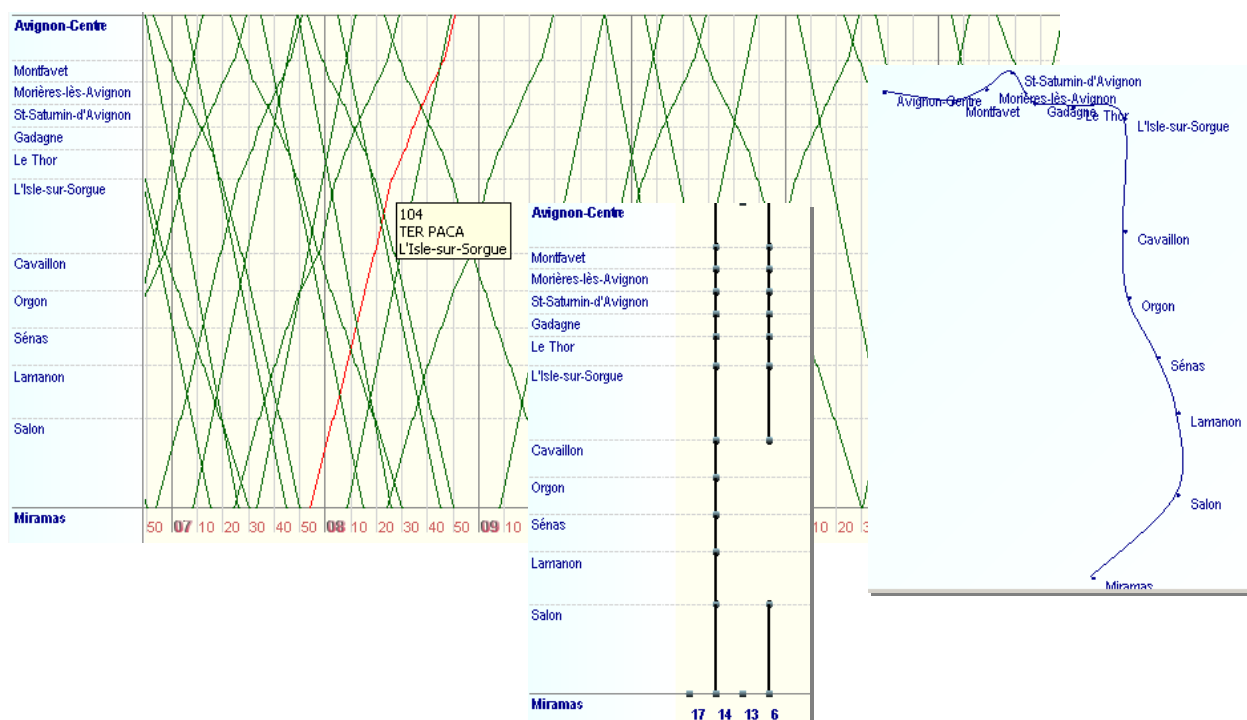 Avignon-Centre
Montfavet
Morières-lès-Avignon
St-Saturnin-d'Avignon
Gadagne
Le Thor
L'Isle-sur-Sorgue
Cavaillon
Orgon
Sénas
Lamanon
Salon
Miramas
50 07 10 20 30 40 50 08 10 20 30 40 50 09 10
10 20
104
TER PACA
L'Isle-sur-Sorgue
Avignon-Centre
Montfavet
Morières-lès-Avignon
St-Saturnin-d'Avignon
Gadagne
Le Thor
L'Isle-sur-Sorgue
Cavaillon
Orgon
Sénas
Lamanon
Salon
Miramas
17 14 13 6
St-Saturnin-d'Avignon
Avignon-Centre
Morières-lès-Avignon
Montfavet
Gadagne
Le Thor
L'Isle-sur-Sorgue
Cavaillon
Orgon
Sénas
Lamanon
Salon
Miramas